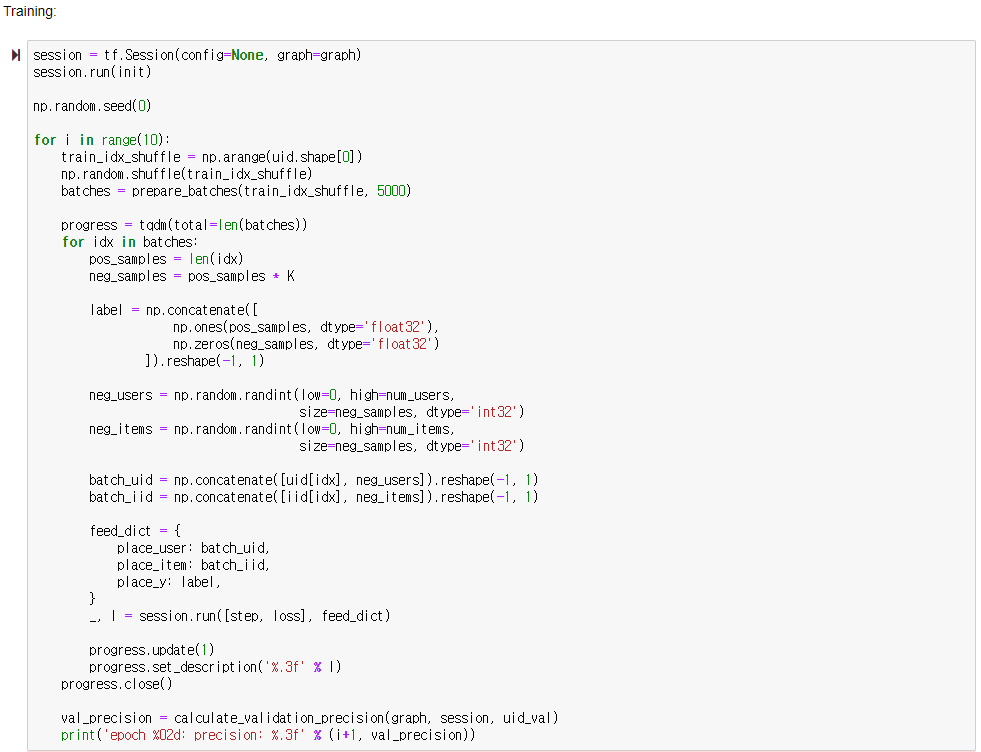 Training:
session = tf.Session(config=None, graph=graph)
session.run(init)
np.random.seed(0)
for i in range(10):
    train_idx_shuffle = np.arange(uid.shape[0])
    np.random.shuffle(train_idx_shuffle)
    batches = prepare_batches(train_idx_shuffle, 5000)
    progress = tqdm(total=len(batches))
    for idx in batches:
        pos_samples = len(idx)
        neg_samples = pos_samples * K
        label = np.concatenate([
                    np.ones(pos_samples, dtype='float32'),
                    np.zeros(neg_samples, dtype='float32')
                ]).reshape(-1, 1)
        neg_users = np.random.randint(low=0, high=num_users,
                                      size=neg_samples, dtype='int32')
        neg_items = np.random.randint(low=0, high=num_items,
                                      size=neg_samples, dtype='int32')
        batch_uid = np.concatenate([uid[idx], neg_users]).reshape(-1, 1)
        batch_iid = np.concatenate([iid[idx], neg_items]).reshape(-1, 1)
        feed_dict = {
            place_user: batch_uid,
            place_item: batch_iid,
            place_y: label,
        }
        _, l = session.run([step, loss], feed_dict)
        progress.update(1)
        progress.set_description('%.3f' % l)
    progress.close()
    val_precision = calculate_validation_precision(graph, session, uid_val)
    print('epoch %02d: precision: %.3f' % (i+1, val_precision))